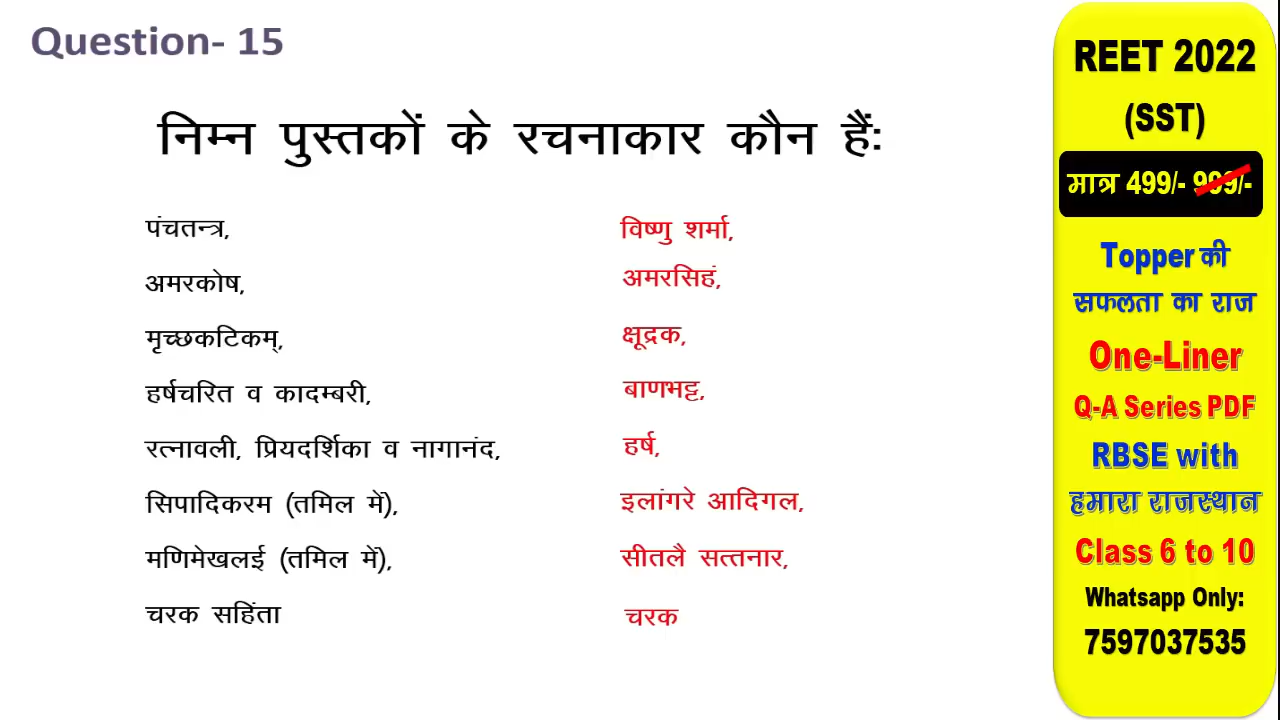 Question- 15
निम्न पुस्तकों के रचनाकार कौन हैं:
पंचतन्त्र, विष्णु शर्मा,
अमरकोष, अमरसिहं,
मृच्छकटिकम्, क्षूद्रक,
हर्षचरित व कादम्बरी, बाणभट्ट,
रत्नावली, प्रियदर्शिका व नागानंद, हर्ष,
सिपादिकरम (तमिल में), इलांगरे आदिगल,
मणिमेखलई (तमिल में), सीतलै सत्तनार,
चरक सहिंता चरक
REET 2022
(SST)
मात्र 499/- 999/-
Topper की
सफलता का राज
One-Liner
Q-A Series PDF
RBSE with
हमारा राजस्थान
Class 6 to 10
Whatsapp Only:
7597037535